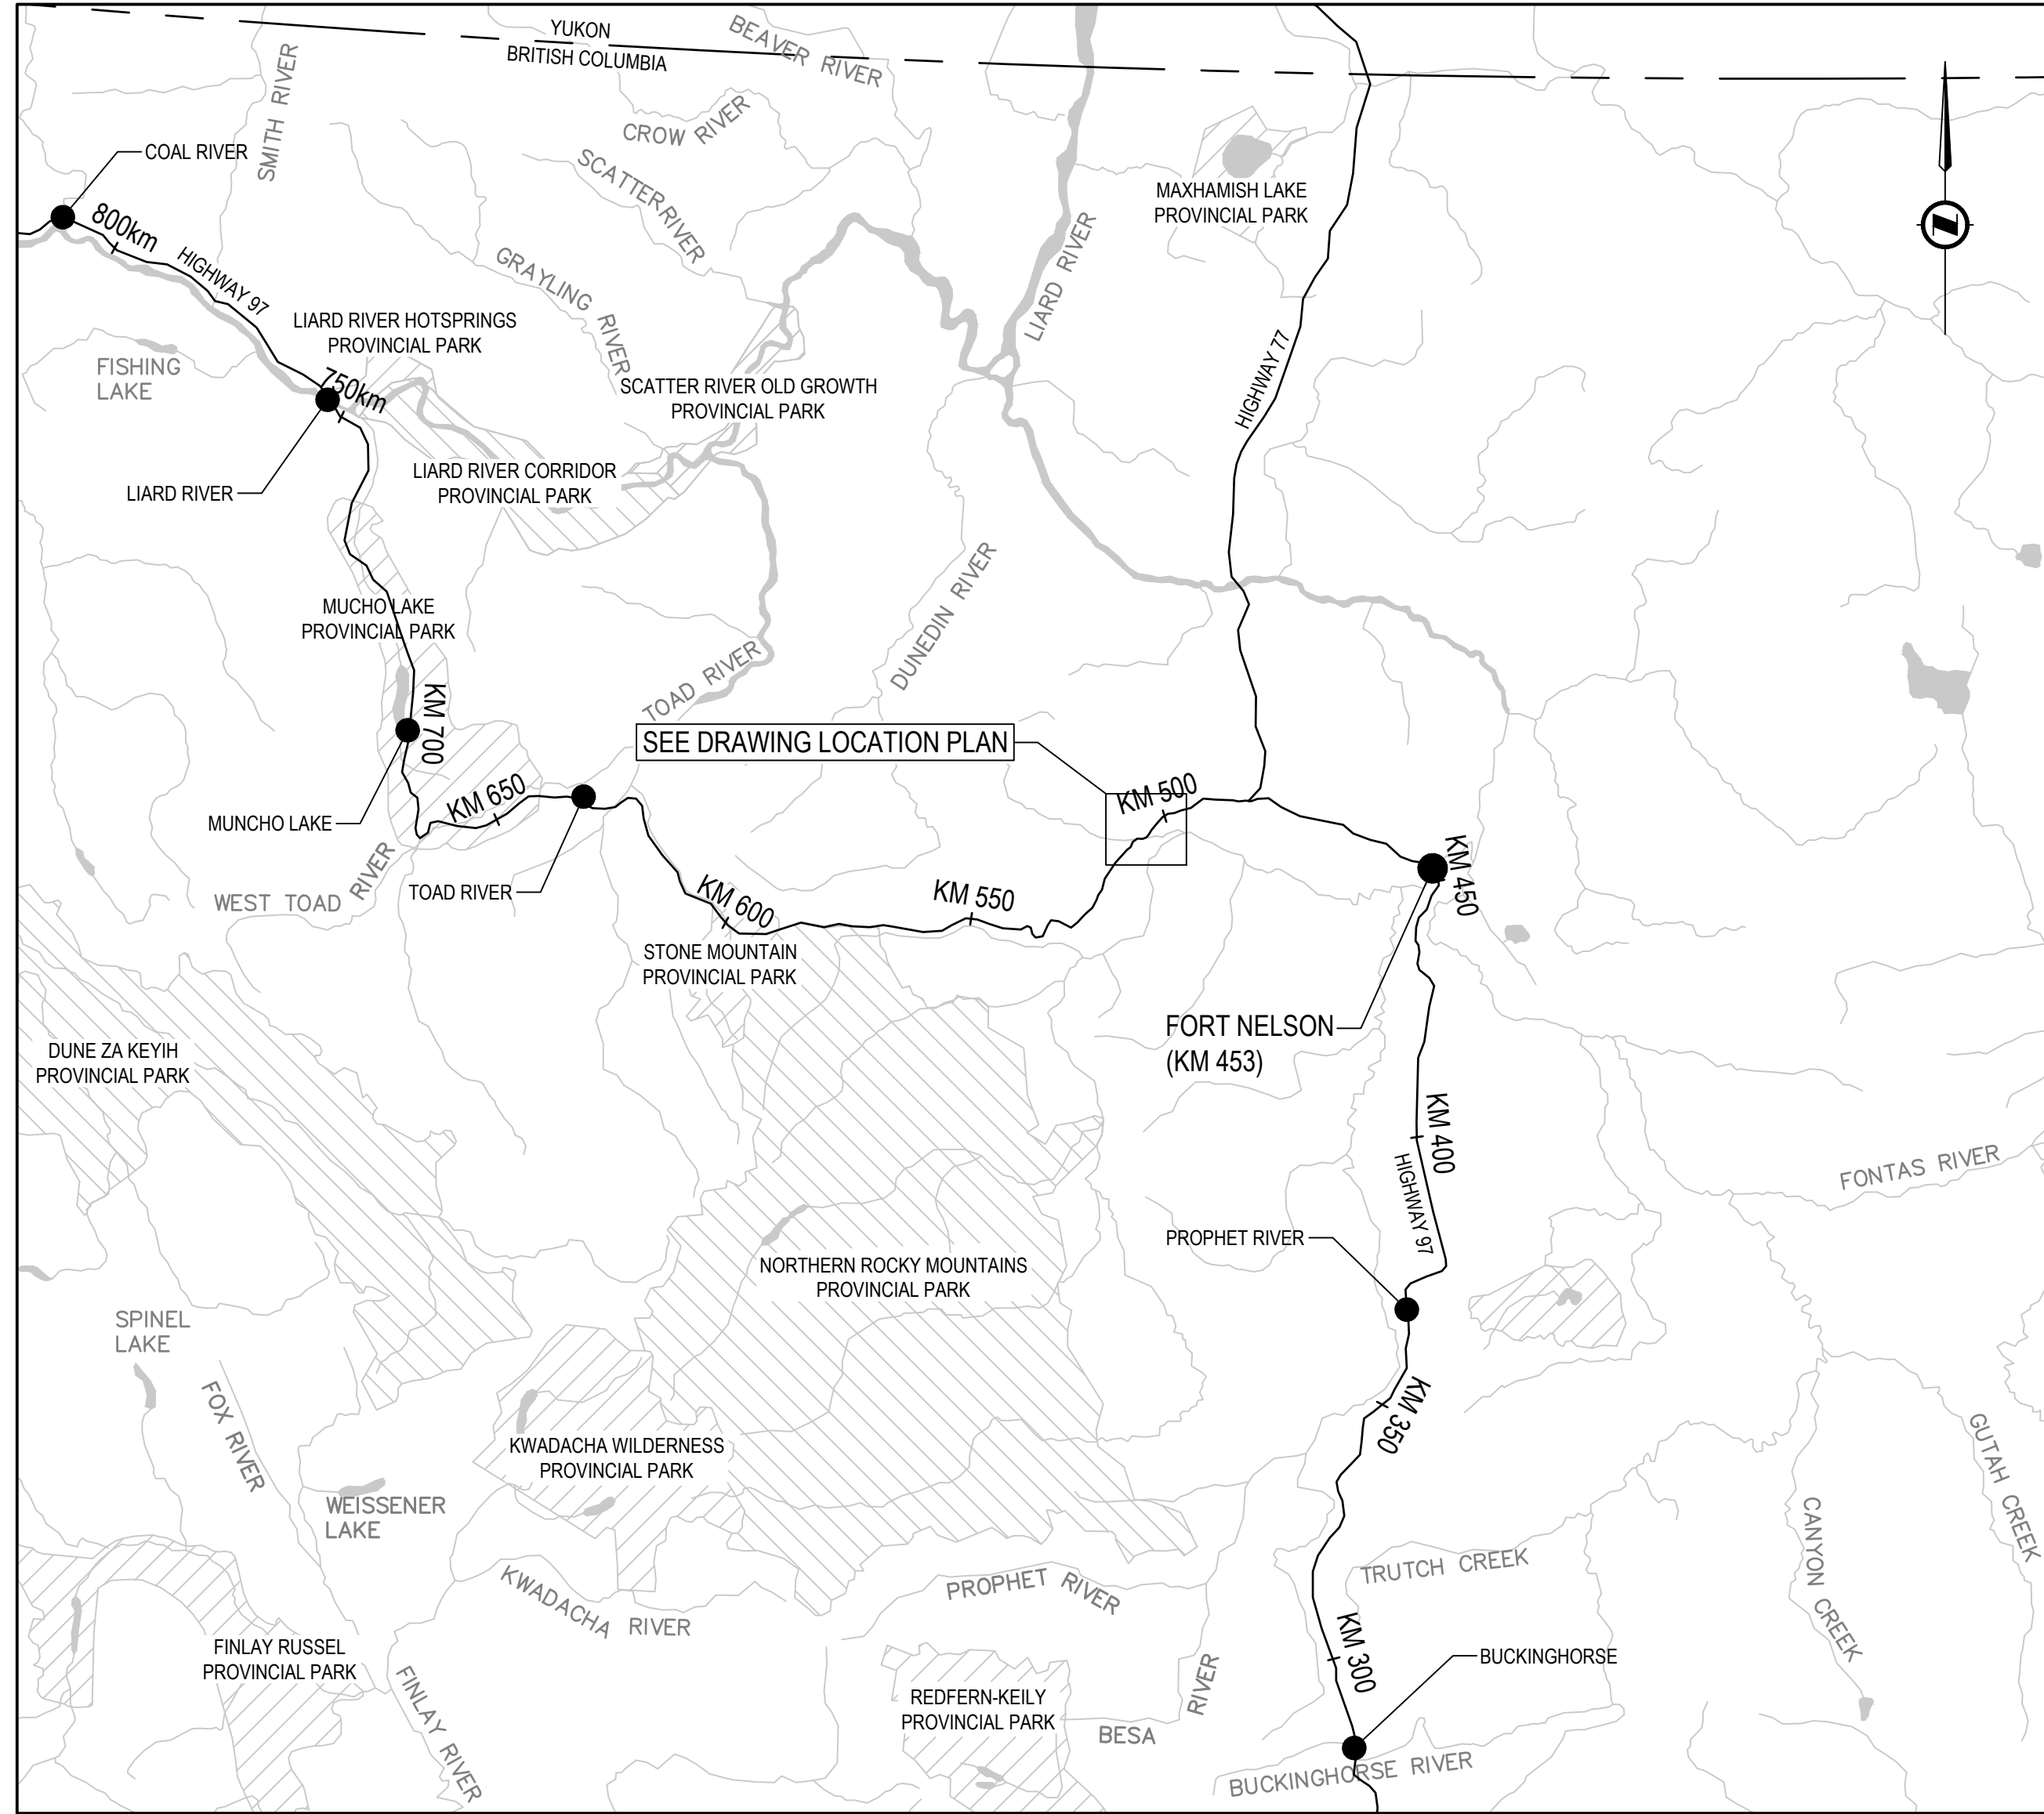 YUKON
BRITISH COLUMBIA
BEAVER RIVER
SMITH RIVER
CROW RIVER
COAL RIVER
SCATTER RIVER
MAXHAMISH LAKE
PROVINCIAL PARK
800km
HIGHWAY 97
GRAYLING RIVER
LIARD RIVER
LIARD RIVER HOTSPRINGS
PROVINCIAL PARK
FISHING
LAKE
750km
SCATTER RIVER OLD GROWTH
PROVINCIAL PARK
HIGHWAY 77
LIARD RIVER
LIARD RIVER CORRIDOR
PROVINCIAL PARK
MUCHO LAKE
PROVINCIAL PARK
DUNEDIN RIVER
TOAD RIVER
KM 700
SEE DRAWING LOCATION PLAN
KM 650
KM 500
MUNCHO LAKE
WEST TOAD RIVER
TOAD RIVER
KM 600
KM 550
KM 450
STONE MOUNTAIN
PROVINCIAL PARK
FORT NELSON
(KM 453)
DUNE ZA KEYIH
PROVINCIAL PARK
KM 400
HIGHWAY 97
FONTAS RIVER
PROPHET RIVER
NORTHERN ROCKY MOUNTAINS
PROVINCIAL PARK
SPINEL
LAKE
FOX RIVER
KM 350
KWADACHA WILDERNESS
PROVINCIAL PARK
WEISSENER
LAKE
GUTAH CREEK
CANYON CREEK
TRUTCH CREEK
KWADACHA RIVER
PROPHET RIVER
KM 300
FINLAY RUSSEL
PROVINCIAL PARK
BUCKINGHORSE
FINLAY RIVER
REDFERN-KEILY
PROVINCIAL PARK
BESA RIVER
BUCKINGHORSE RIVER